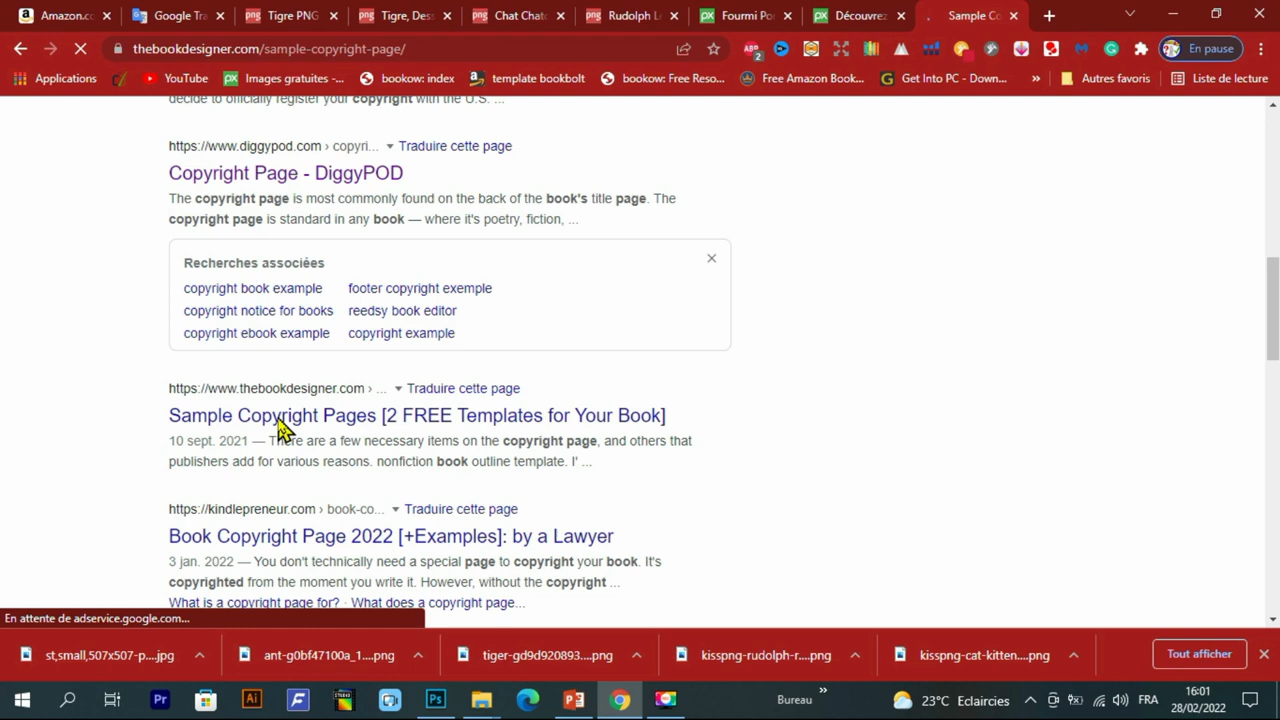 Amazon.co
Google Tra
Tigre PNG
Tigre, Dess
Chat Chato
Rudolph Le
Fourmi Po
Découvrez
Sample Co
thebookdesigner.com/sample-copyright-page/
En pause
Applications
YouTube
Images gratuites -...
bookow: index
template bookbolt
bookow: Free Reso...
Free Amazon Book...
Get Into PC - Down...
Autres favoris
Liste de lecture
decide to officially register your copyright with the U.S. ...
https://www.diggypod.com › copyri... Traduire cette page
Copyright Page - DiggyPOD
The copyright page is most commonly found on the back of the book's title page. The
copyright page is standard in any book — where it's poetry, fiction, ...
Recherches associées
copyright book example footer copyright exemple
copyright notice for books reedsy book editor
copyright ebook example copyright example
https://www.thebookdesigner.com › ... Traduire cette page
Sample Copyright Pages [2 FREE Templates for Your Book]
10 sept. 2021 — There are a few necessary items on the copyright page, and others that
publishers add for various reasons. nonfiction book outline template. I' ...
https://kindlepreneur.com › book-co... Traduire cette page
Book Copyright Page 2022 [+Examples]: by a Lawyer
3 jan. 2022 — You don't technically need a special page to copyright your book. It's
copyrighted from the moment you write it. However, without the copyright ...
What is a copyright page for? · What does a copyright page...
En attente de adservice.google.com...
st,small,507x507-p....jpg
ant-g0bf47100a_1....png
tiger-gd9d920893....png
kisspng-rudolph-r....png
kisspng-cat-kitten....png
Tout afficher
Bureau
23°C Eclaircies
FRA
16:01
28/02/2022